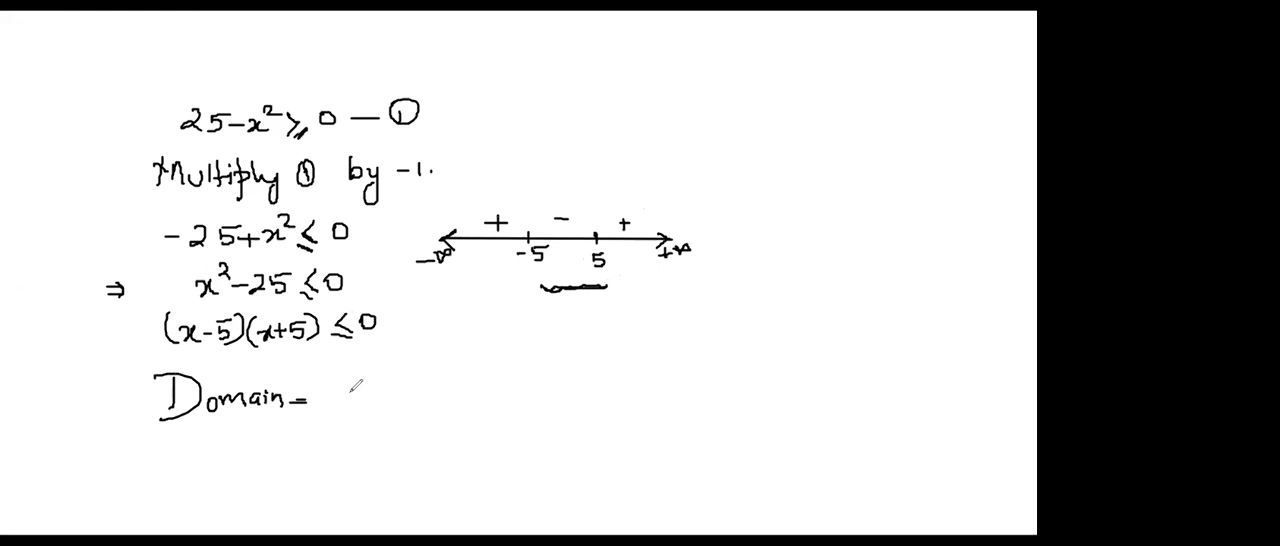 25-x² ≥ 0 — ①
Multiply ① by -1.
-25+x² ≤ 0
⇒ x²-25 ≤ 0
(x-5)(x+5) ≤ 0
+ - +
-∞ -5 5 +∞
Domain =